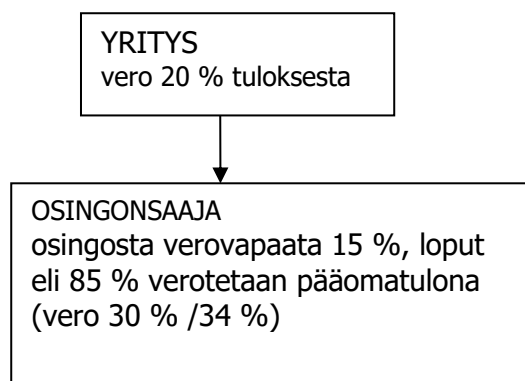 YRITYS
vero 20 % tuloksesta
OSINGONSAAJA
osingosta verovapaata 15 %, loput
eli 85 % verotetaan pääomatulona
(vero 30 % /34 %)